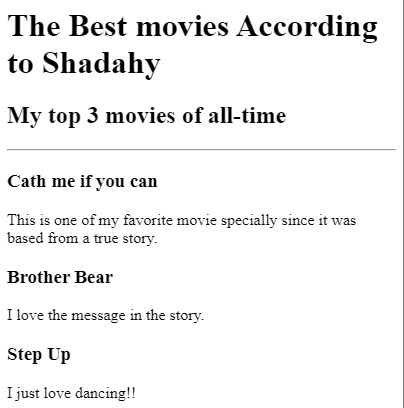 The Best movies According
to Shadahy
My top 3 movies of all-time
Cath me if you can
This is one of my favorite movie specially since it was
based from a true story.
Brother Bear
I love the message in the story.
Step Up
I just love dancing!!